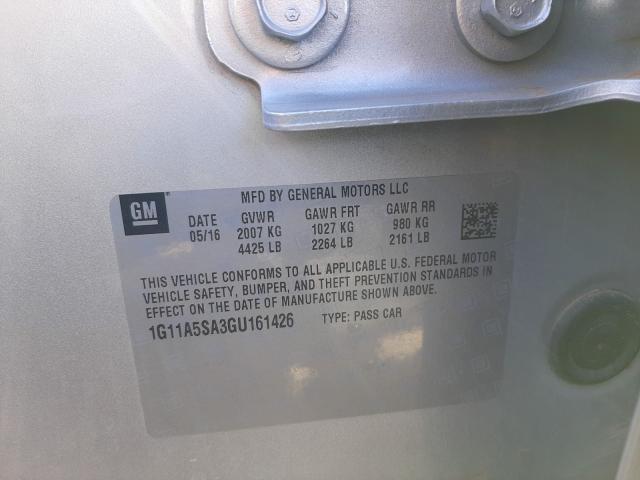 GM
MFD BY GENERAL MOTORS LLC
DATE GVWR GAWR FRT GAWR RR
05/16 2007 KG 1027 KG 980 KG
4425 LB 2264 LB 2161 LB
THIS VEHICLE CONFORMS TO ALL APPLICABLE U.S. FEDERAL MOTOR
VEHICLE SAFETY, BUMPER, AND THEFT PREVENTION STANDARDS IN
EFFECT ON THE DATE OF MANUFACTURE SHOWN ABOVE.
1G11A5SA3GU161426 TYPE: PASS CAR